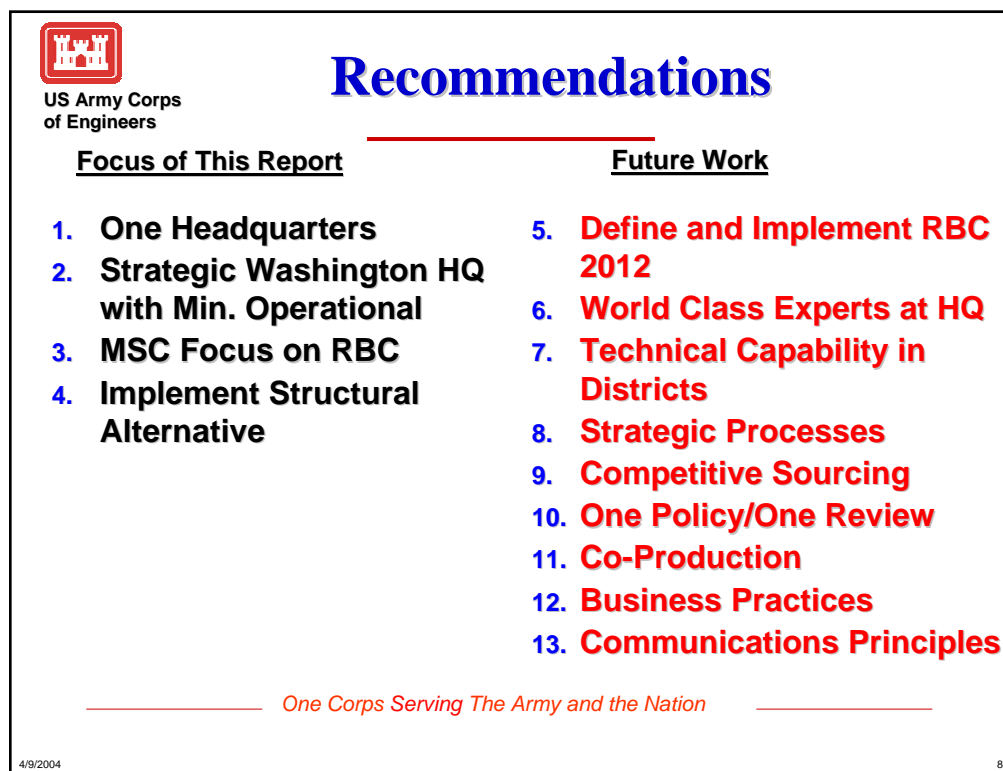 US Army Corps
of Engineers
Recommendations
Focus of This Report
1. One Headquarters
2. Strategic Washington HQ
with Min. Operational
3. MSC Focus on RBC
4. Implement Structural
Alternative
Future Work
5. Define and Implement RBC
2012
6. World Class Experts at HQ
7. Technical Capability in
Districts
8. Strategic Processes
9. Competitive Sourcing
10. One Policy/One Review
11. Co-Production
12. Business Practices
13. Communications Principles
One Corps Serving The Army and the Nation
4/9/2004
8